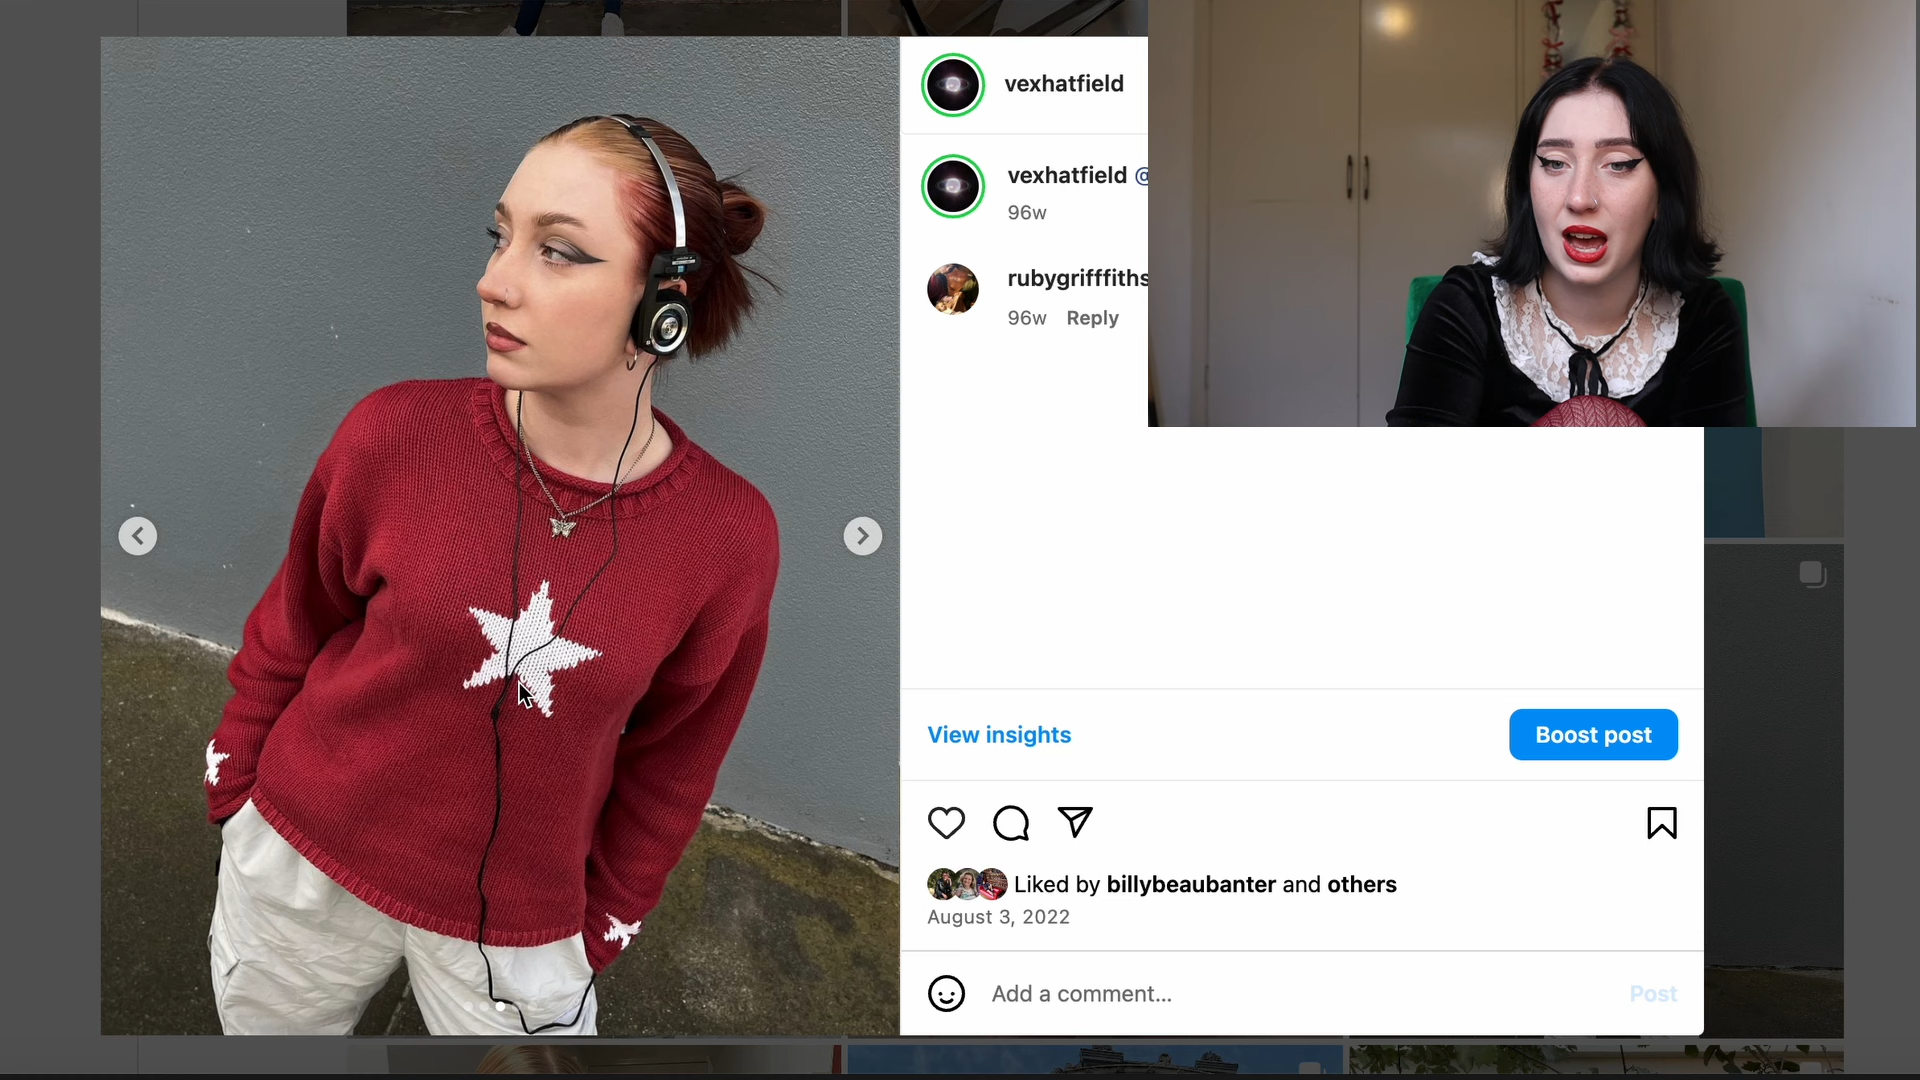 vexhatfield
vexhatfield @
96w
rubygrifffiths
96w Reply
View insights
Boost post
Liked by billybeaubanter and others
August 3, 2022
Add a comment...
Post